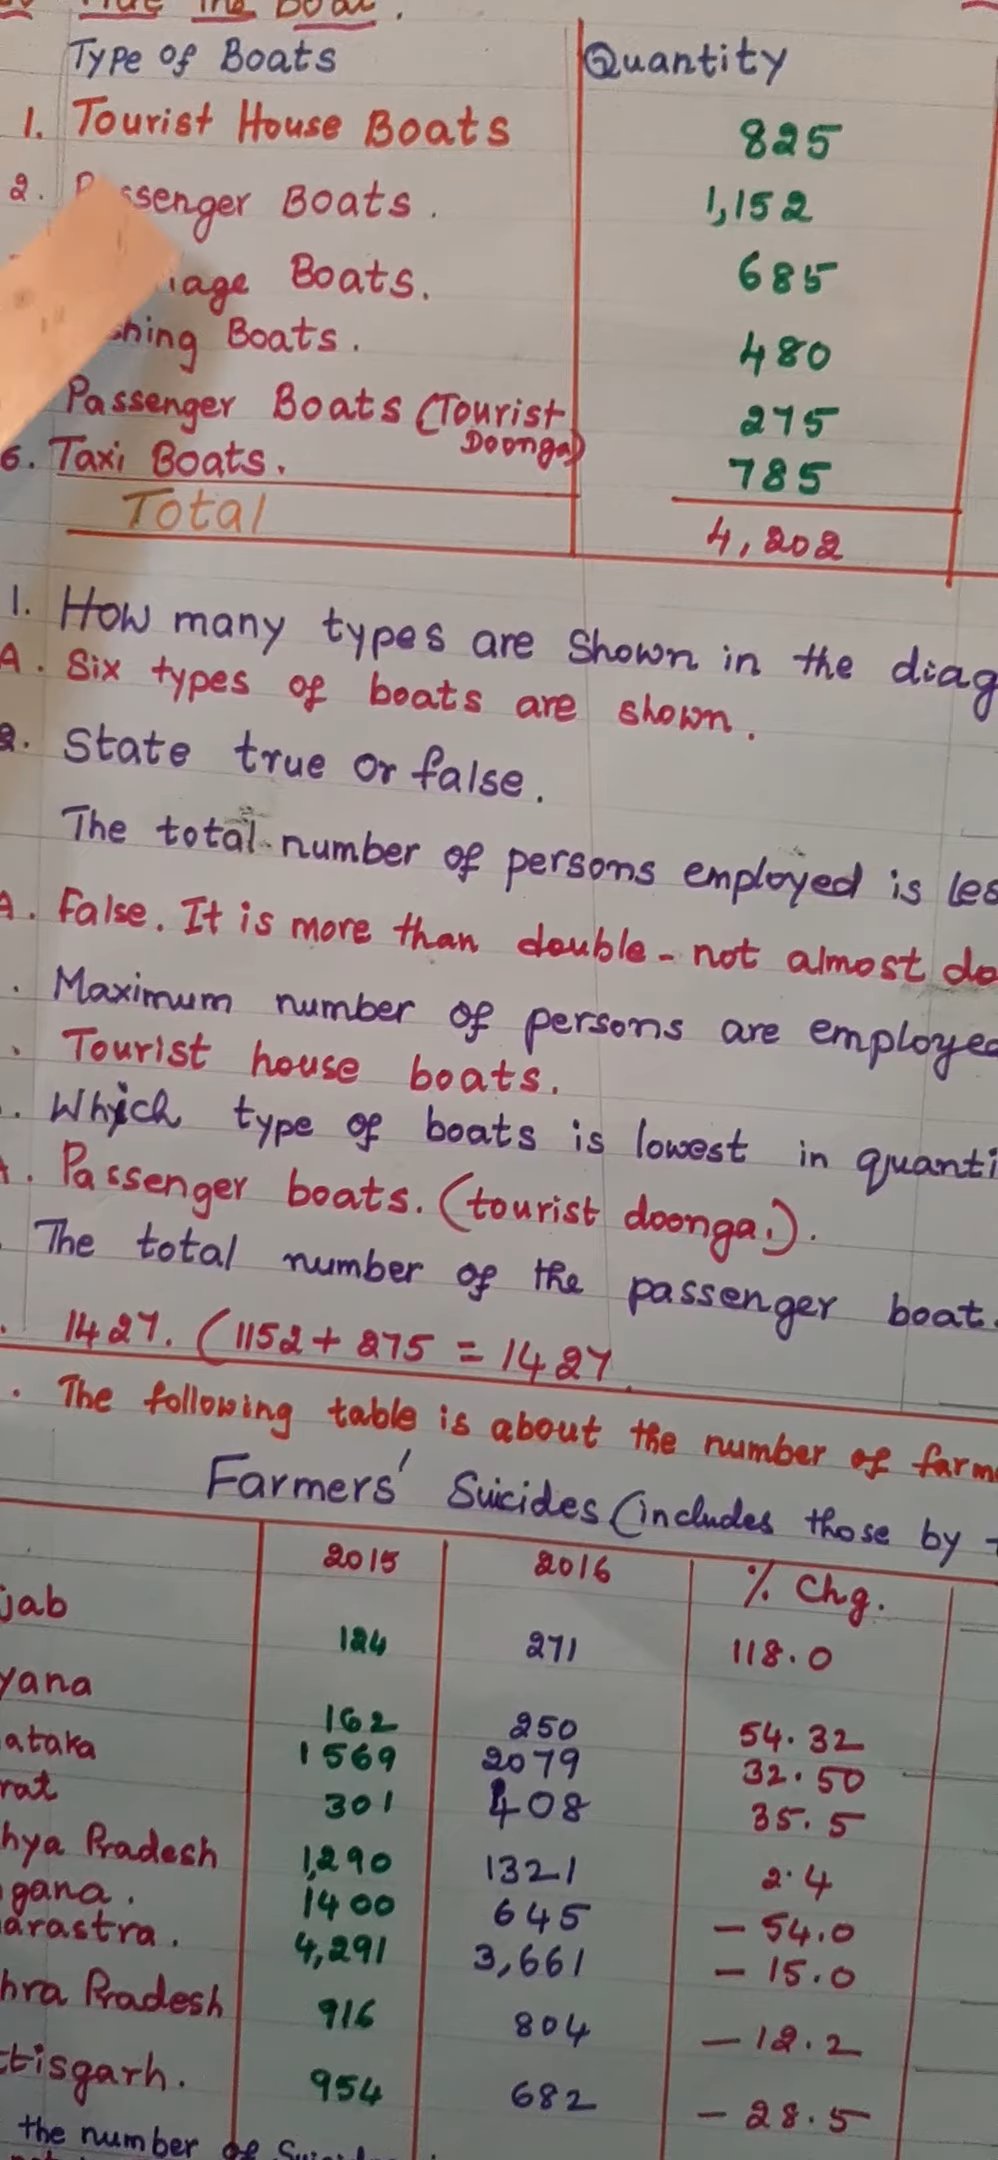 the Boat.
Type of Boats Quantity
1. Tourist House Boats 825
2. Passenger Boats. 1,152
iage Boats. 685
shing Boats. 480
Passenger Boats (Tourist Doonga) 275
6. Taxi Boats. 785
Total 4,202
1. How many types are Shown in the diag
A. Six types of boats are shown.
2. State true or false.
The total number of persons employed is les
A. False. It is more than double - not almost do
. Maximum number of persons are employed
. Tourist house boats.
. Which type of boats is lowest in quanti
A. Passenger boats. (tourist doonga.).
. The total number of the passenger boat.
. 1427. (1152 + 275 = 1427
. The following table is about the number of farm
Farmers' Suicides (includes those by
2015 2016 % Chg.
jab 124 271 118.0
yana 162 250 54.32
ataka 1569 2079 32.50
rat 301 408 35.5
hya Pradesh 1,290 1321 2.4
gana. 1400 645 - 54.0
arastra. 4,291 3,661 - 15.0
hra Pradesh 916 804 - 12.2
ttisgarh. 954 682 - 28.5
the number of